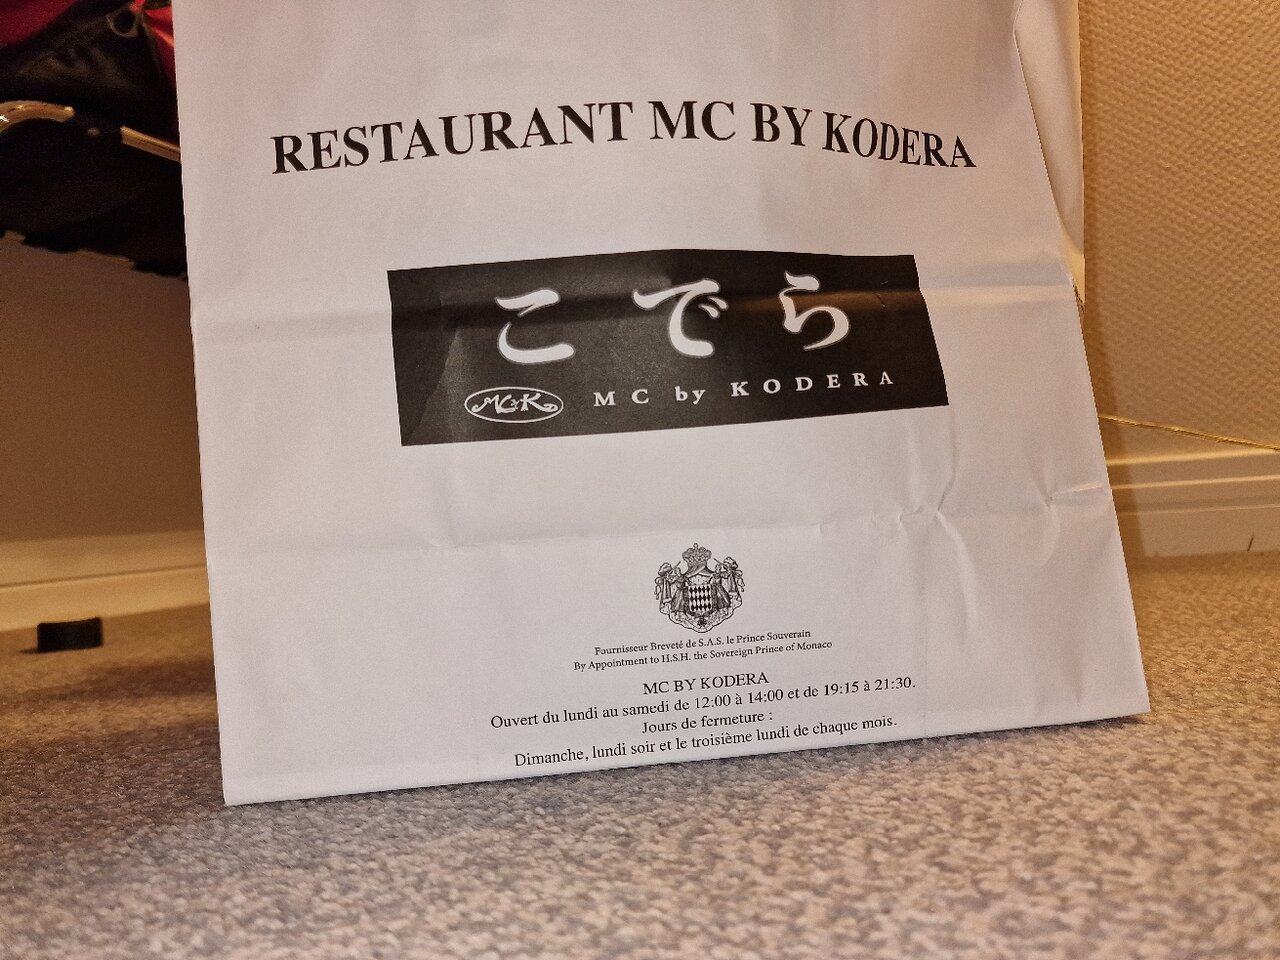 RESTAURANT MC BY KODERA
こでら
MC K MC by KODERA
Fournisseur Breveté de S.A.S. le Prince Souverain
By Appointment to H.S.H. the Sovereign Prince of Monaco
MC BY KODERA
Ouvert du lundi au samedi de 12:00 à 14:00 et de 19:15 à 21:30.
Jours de fermeture :
Dimanche, lundi soir et le troisième lundi de chaque mois.